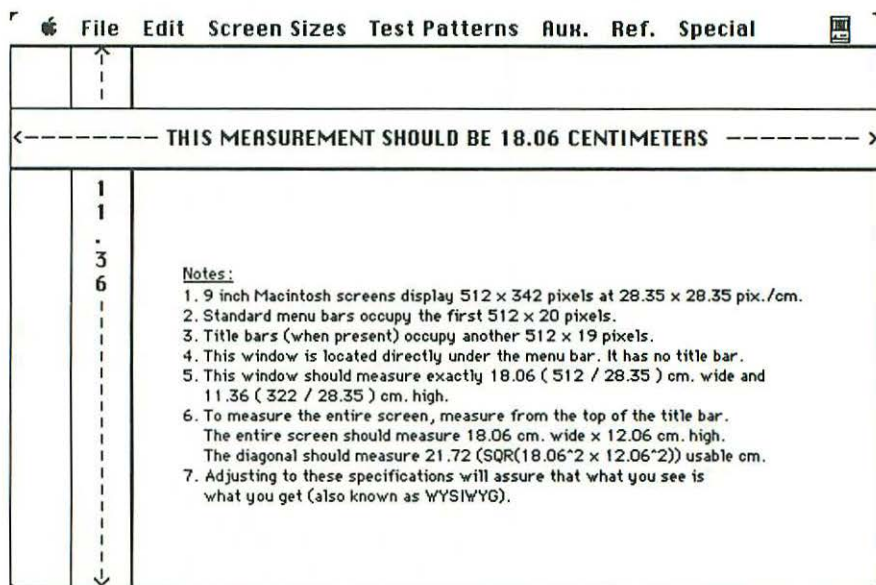 File Edit Screen Sizes Test Patterns Aux. Ref. Special
<--------- THIS MEASUREMENT SHOULD BE 18.06 CENTIMETERS --------->
1
1
.
3
6
Notes:
1. 9 inch Macintosh screens display 512 x 342 pixels at 28.35 x 28.35 pix./cm.
2. Standard menu bars occupy the first 512 x 20 pixels.
3. Title bars (when present) occupy another 512 x 19 pixels.
4. This window is located directly under the menu bar. It has no title bar.
5. This window should measure exactly 18.06 ( 512 / 28.35 ) cm. wide and
11.36 ( 322 / 28.35 ) cm. high.
6. To measure the entire screen, measure from the top of the title bar.
The entire screen should measure 18.06 cm. wide x 12.06 cm. high.
The diagonal should measure 21.72 (SQR(18.06^2 x 12.06^2)) usable cm.
7. Adjusting to these specifications will assure that what you see is
what you get (also known as WYSIWYG).